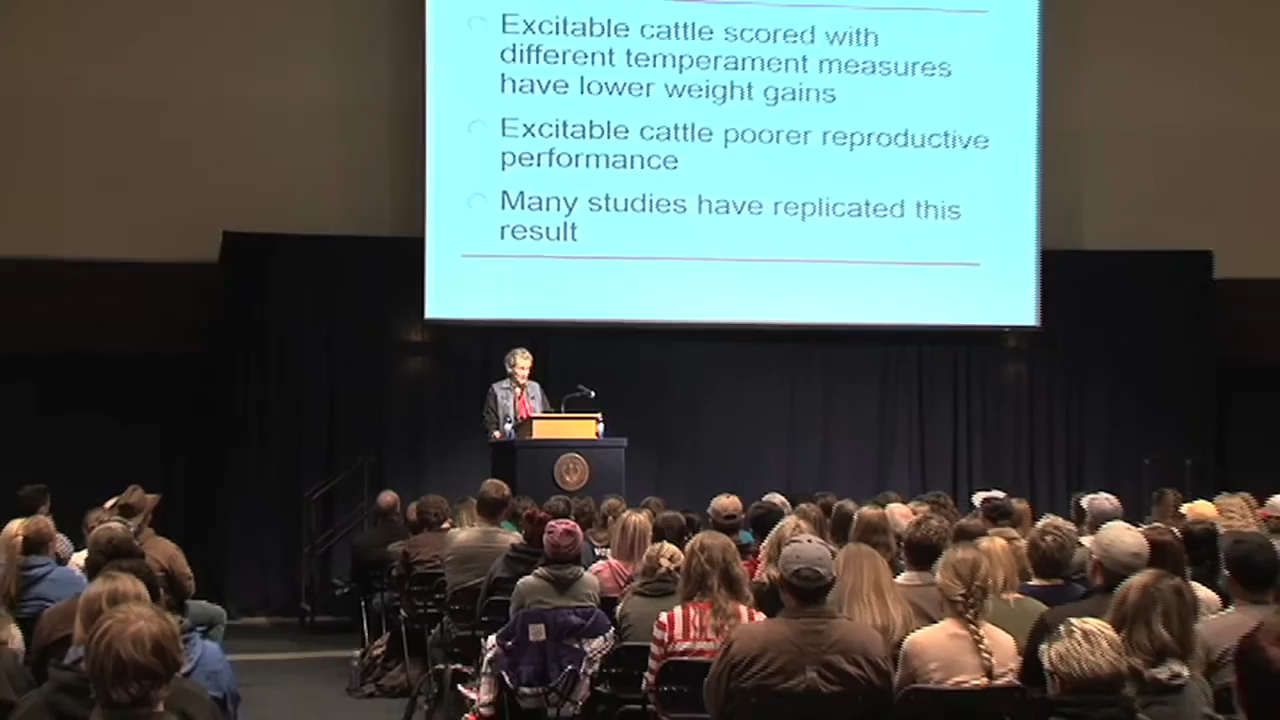 Excitable cattle scored with
different temperament measures
have lower weight gains
Excitable cattle poorer reproductive
performance
Many studies have replicated this
result